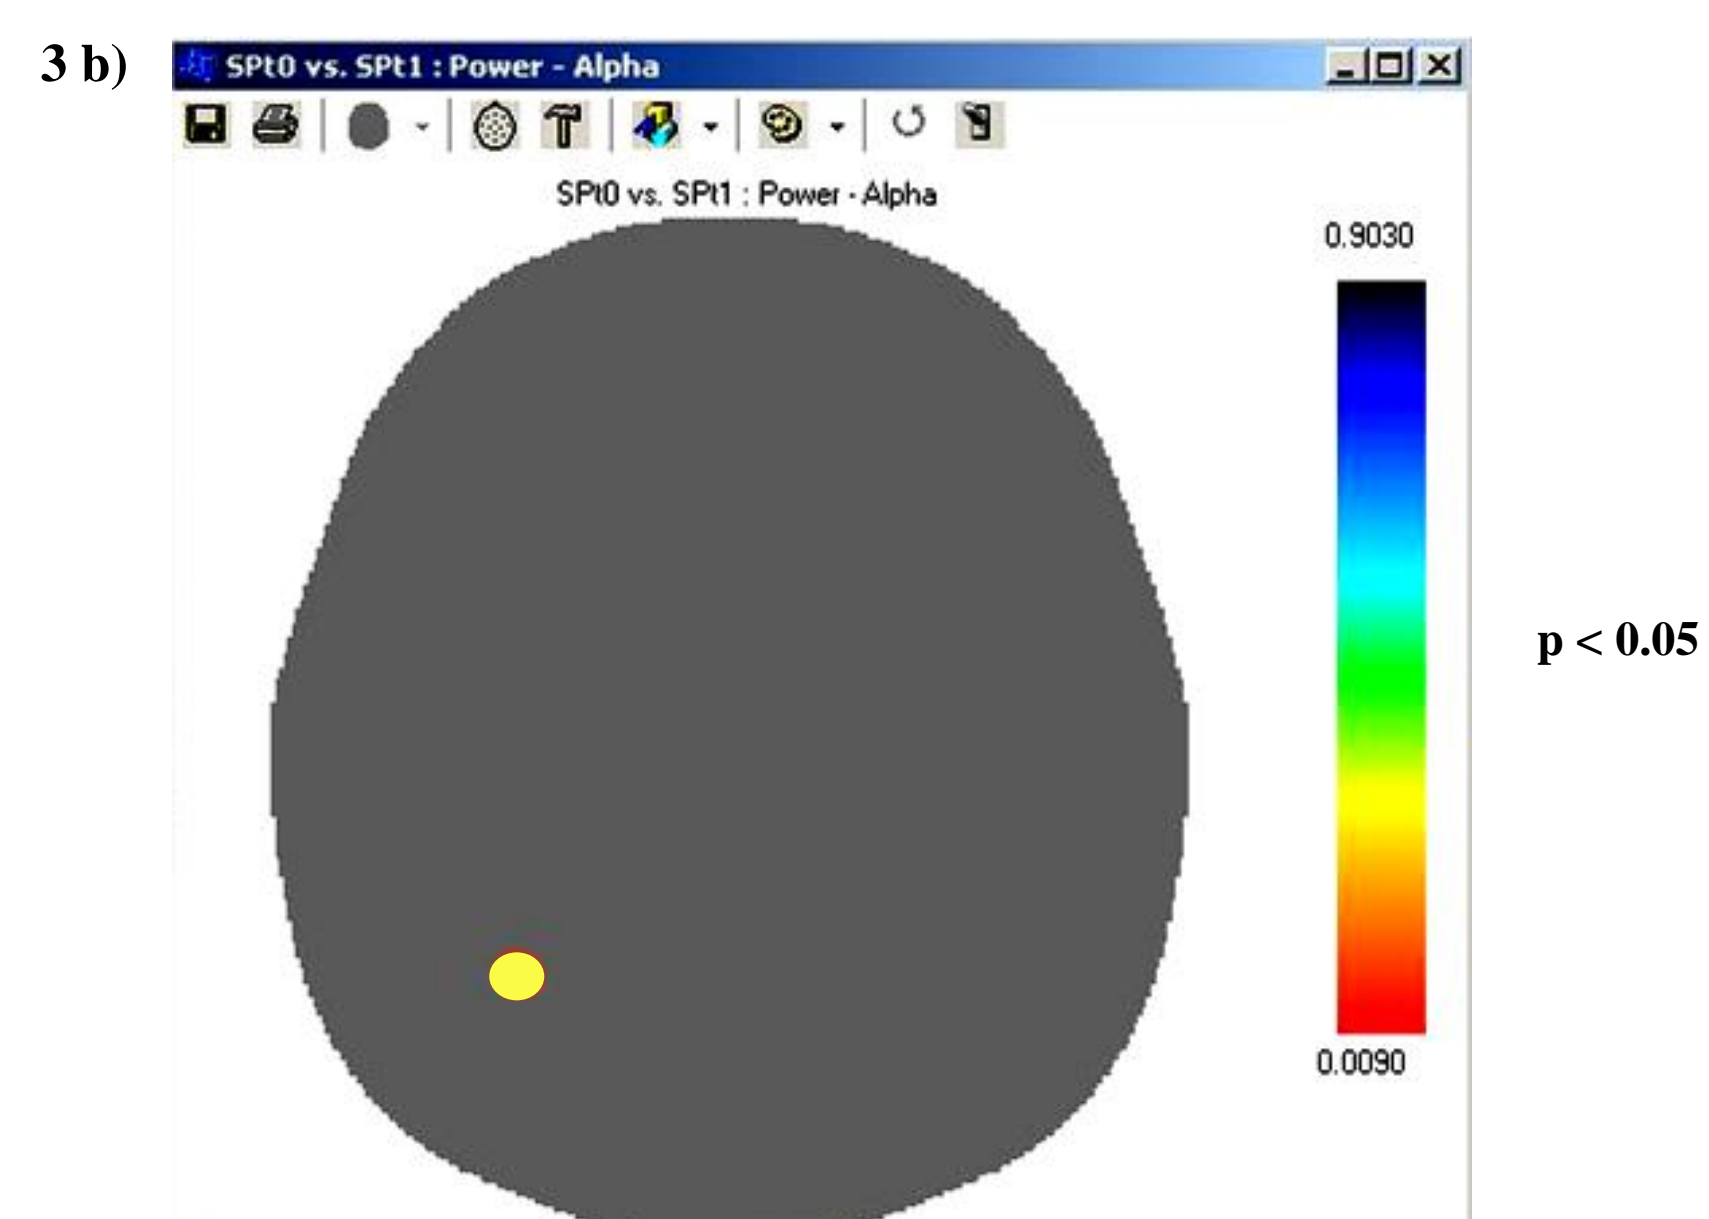 3 b)
SPt0 vs. SPt1 : Power - Alpha
SPt0 vs. SPt1 : Power - Alpha
0.9030
p < 0.05
0.0090